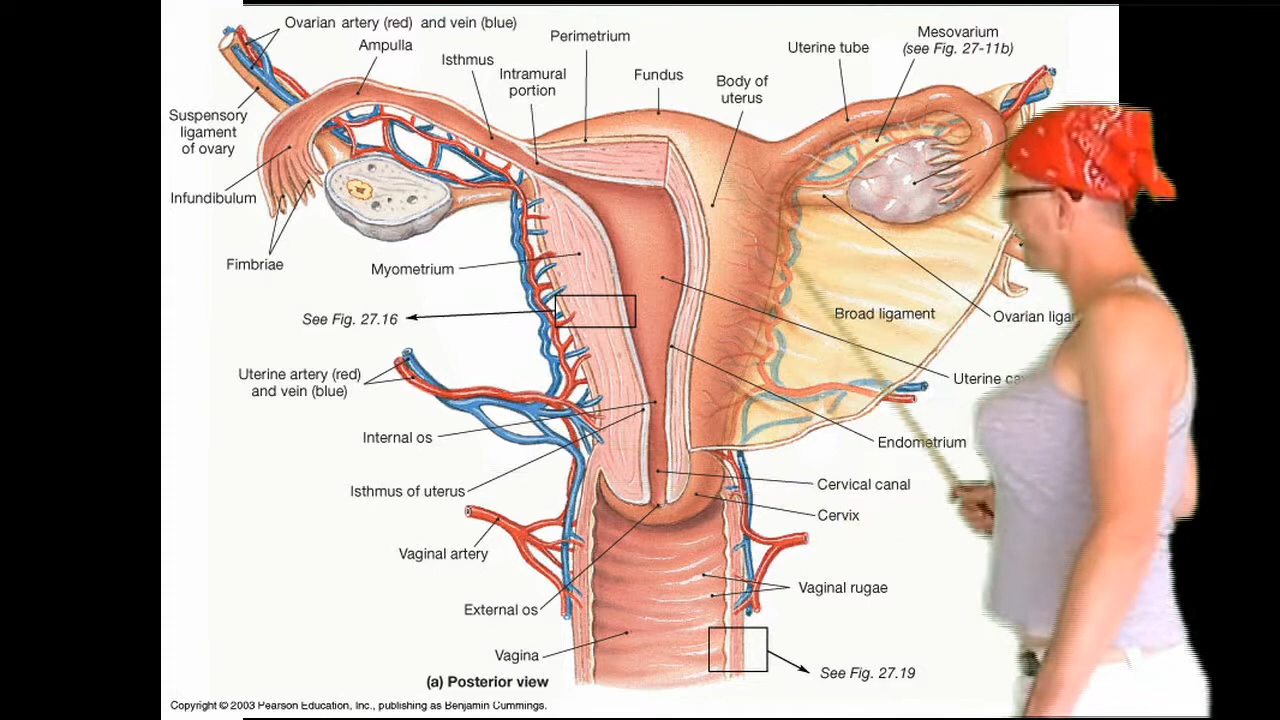 Ovarian artery (red) and vein (blue)
Ampulla
Isthmus
Intramural
portion
Perimetrium
Fundus
Body of
uterus
Uterine tube
Mesovarium
(see Fig. 27-11b)
Suspensory
ligament
of ovary
Infundibulum
Fimbriae
Myometrium
See Fig. 27.16
Broad ligament
Ovarian
Uterine artery (red)
and vein (blue)
Uterine
Internal os
Endometrium
Isthmus of uterus
Cervical canal
Cervix
Vaginal artery
Vaginal rugae
External os
Vagina
See Fig. 27.19
(a) Posterior view
Copyright © 2003 Pearson Education, Inc., publishing as Benjamin Cummings.